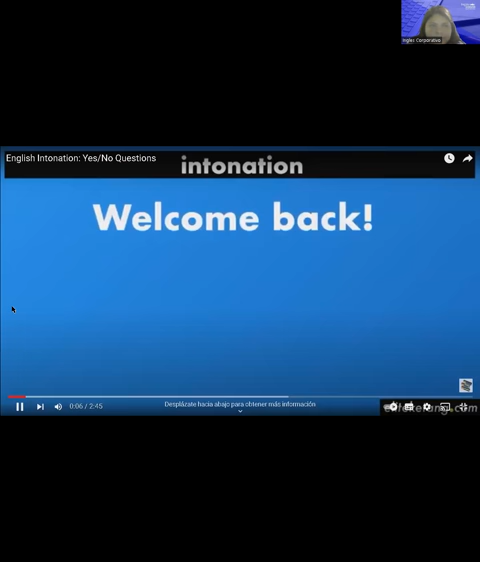 Ingles Corporativo
English Intonation: Yes/No Questions
intonation
Welcome back!
0:06 / 2:45
Desplázate hacia abajo para obtener más información